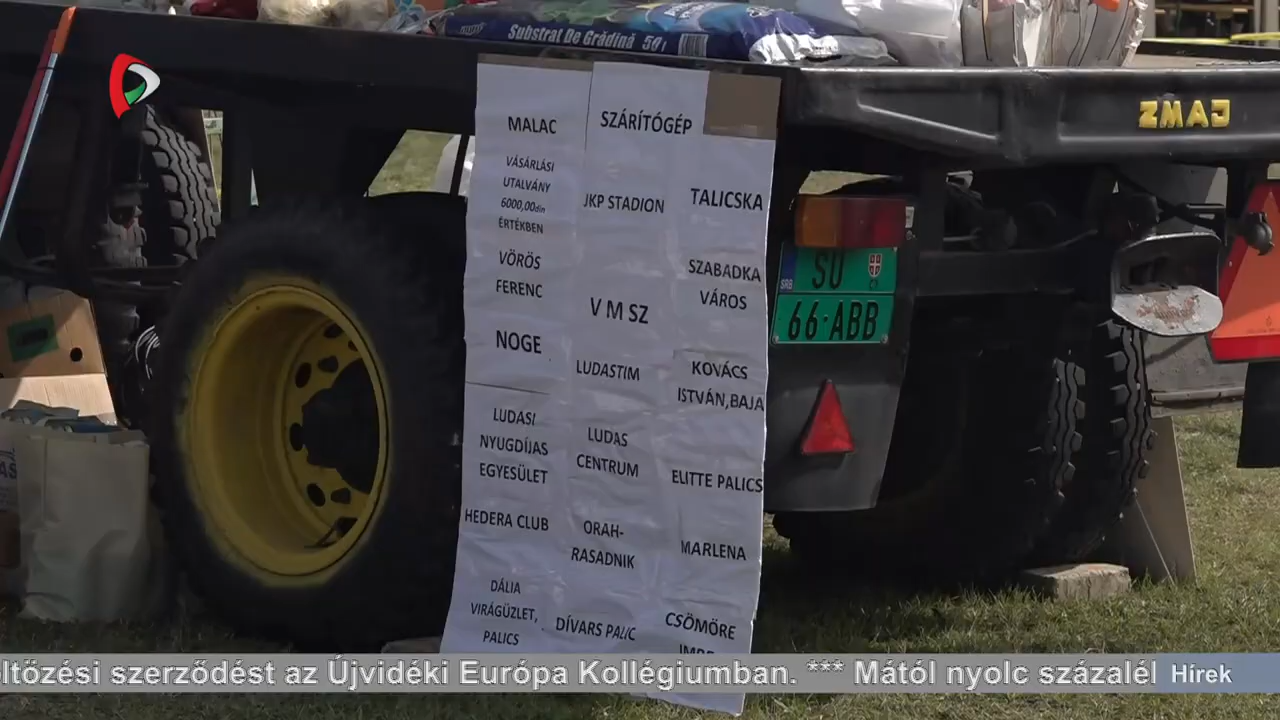 Substrat De Grădină 50 l
ZMAJ
MALAC
VÁSÁRLÁSI
UTALVÁNY
6000,00din
ÉRTÉKBEN
VÖRÖS
FERENC
NOGE
LUDASI
NYUGDÍJAS
EGYESÜLET
HEDERA CLUB
DÁLIA
VIRÁGÜZLET,
PALICS
SZÁRÍTÓGÉP
JKP STADION
V M SZ
LUDASTIM
LUDAS
CENTRUM
ORAH-
RASADNIK
DÍVARS PALIC
TALICSKA
SZABADKA
VÁROS
KOVÁCS
ISTVÁN,BAJA
ELITTE PALICS
MARLENA
CSÖMÖRE
IMRE
SRB
SU
66·ABB
eltözési szerződést az Újvidéki Európa Kollégiumban. *** Mától nyolc százalél
Hírek